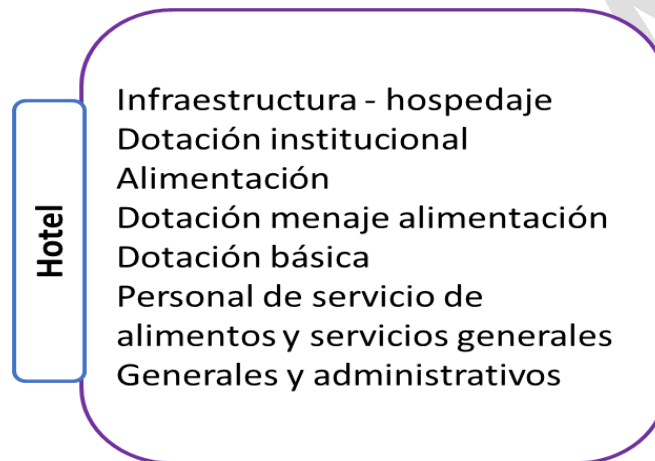 Hotel
Infraestructura - hospedaje
Dotación institucional
Alimentación
Dotación menaje alimentación
Dotación básica
Personal de servicio de
alimentos y servicios generales
Generales y administrativos